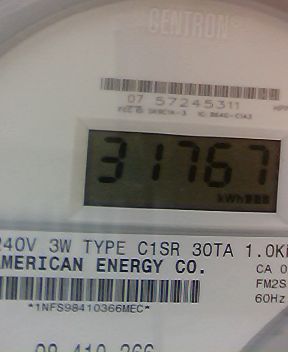 CENTRON
07 57245311
31767
kWh
240V 3W TYPE C1SR 30TA 1.0K
AMERICAN ENERGY CO.
CA 0
FM2S
60Hz
*1NFS98410366MEC*